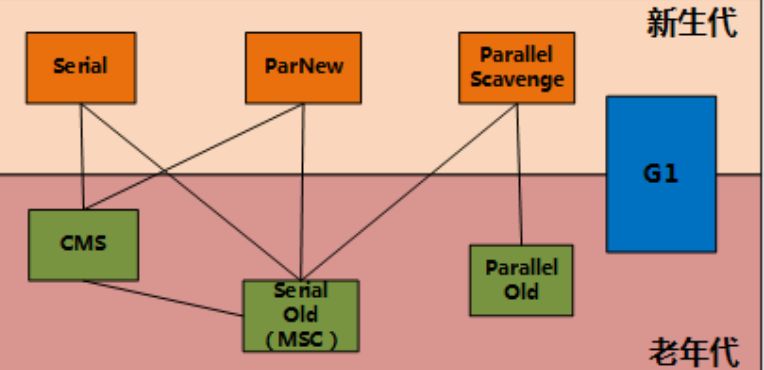 新生代
Serial
ParNew
Parallel
Scavenge
G1
CMS
Serial
Old
（MSC）
Parallel
Old
老年代